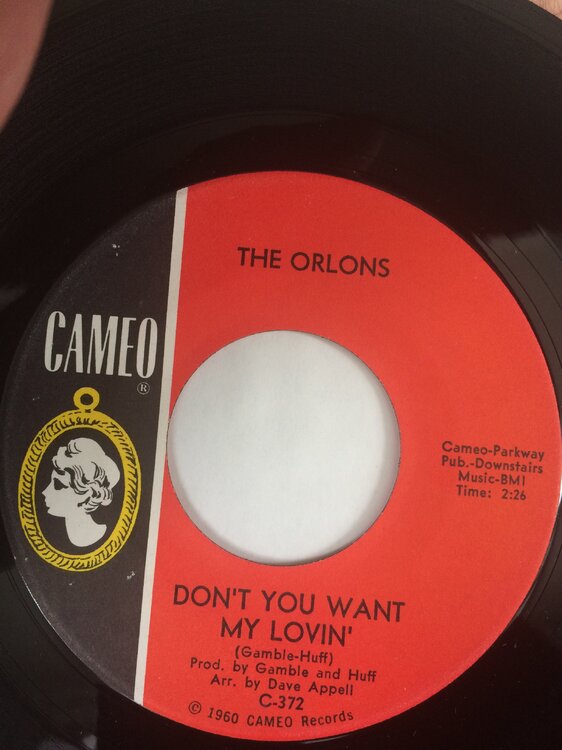 THE ORLONS
CAMEO
®
Cameo-Parkway
Pub.-Downstairs
Music-BMI
Time: 2:26
DON'T YOU WANT
MY LOVIN'
(Gamble-Huff)
Prod. by Gamble and Huff
Arr. by Dave Appell
C-372
© 1960 CAMEO Records